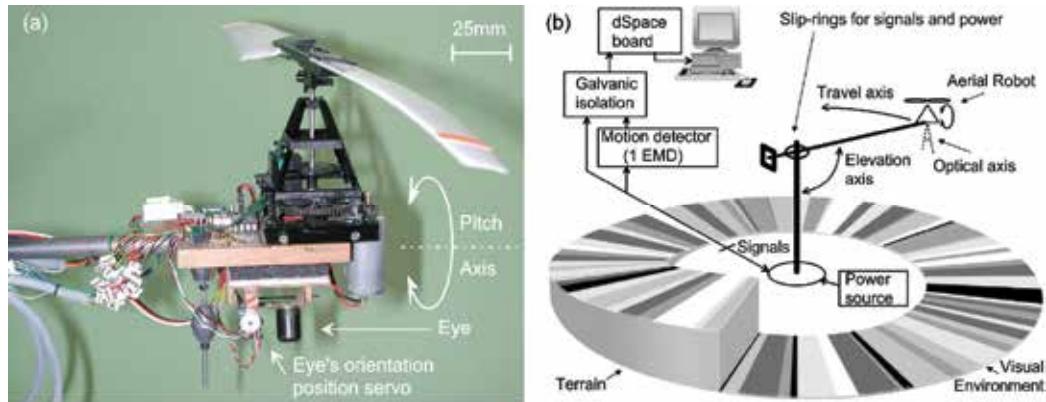 (a)
25mm
Pitch
Axis
Eye
Eye's orientation
position servo
(b)
Slip-rings for signals and power
dSpace
board
Galvanic
isolation
Motion detector
(1 EMD)
Travel axis
Aerial Robot
Optical axis
Elevation
axis
Signals
Power
source
Terrain
Visual
Environment